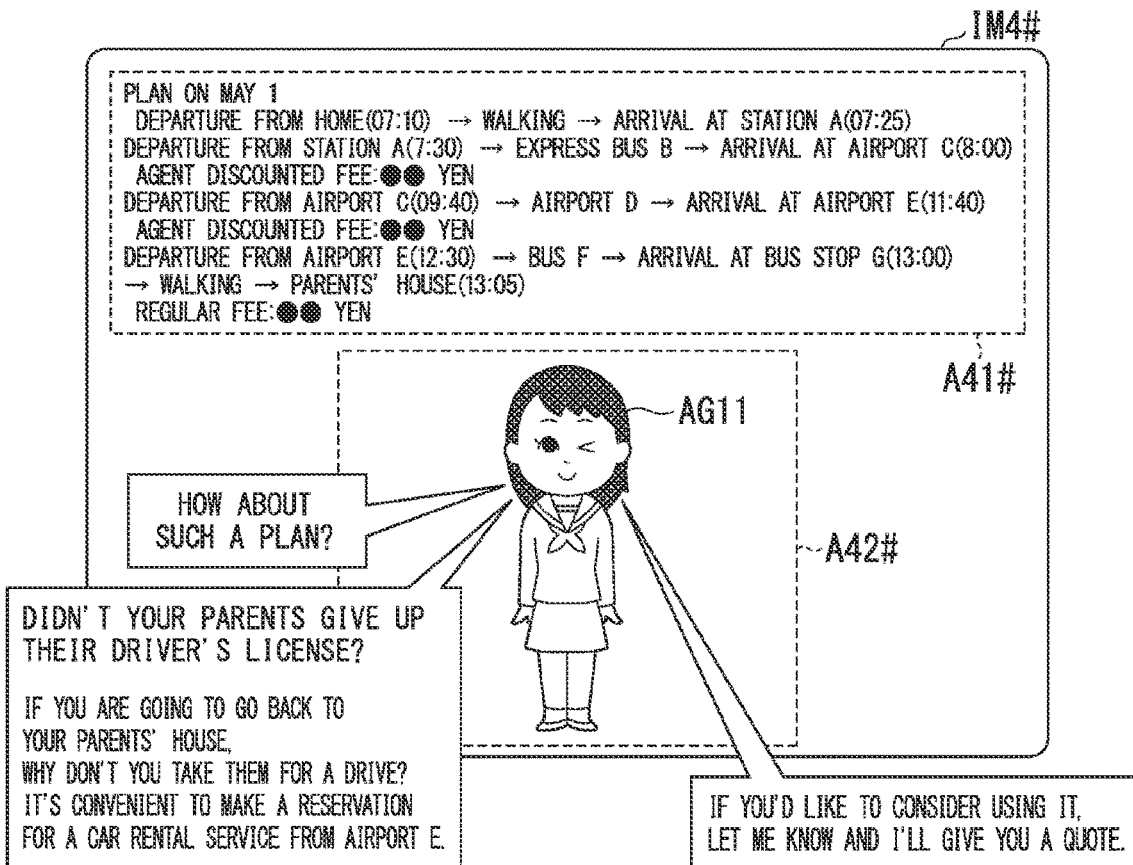 IM4#
PLAN ON MAY 1
DEPARTURE FROM HOME(07:10) → WALKING → ARRIVAL AT STATION A(07:25)
DEPARTURE FROM STATION A(7:30) → EXPRESS BUS B → ARRIVAL AT AIRPORT C(8:00)
AGENT DISCOUNTED FEE:●● YEN
DEPARTURE FROM AIRPORT C(09:40) → AIRPORT D → ARRIVAL AT AIRPORT E(11:40)
AGENT DISCOUNTED FEE:●● YEN
DEPARTURE FROM AIRPORT E(12:30) → BUS F → ARRIVAL AT BUS STOP G(13:00)
→ WALKING → PARENTS' HOUSE(13:05)
REGULAR FEE:●● YEN
A41#
AG11
HOW ABOUT
SUCH A PLAN?
A42#
DIDN'T YOUR PARENTS GIVE UP
THEIR DRIVER'S LICENSE?
IF YOU ARE GOING TO GO BACK TO
YOUR PARENTS' HOUSE,
WHY DON'T YOU TAKE THEM FOR A DRIVE?
IT'S CONVENIENT TO MAKE A RESERVATION
FOR A CAR RENTAL SERVICE FROM AIRPORT E.
IF YOU'D LIKE TO CONSIDER USING IT,
LET ME KNOW AND I'LL GIVE YOU A QUOTE.